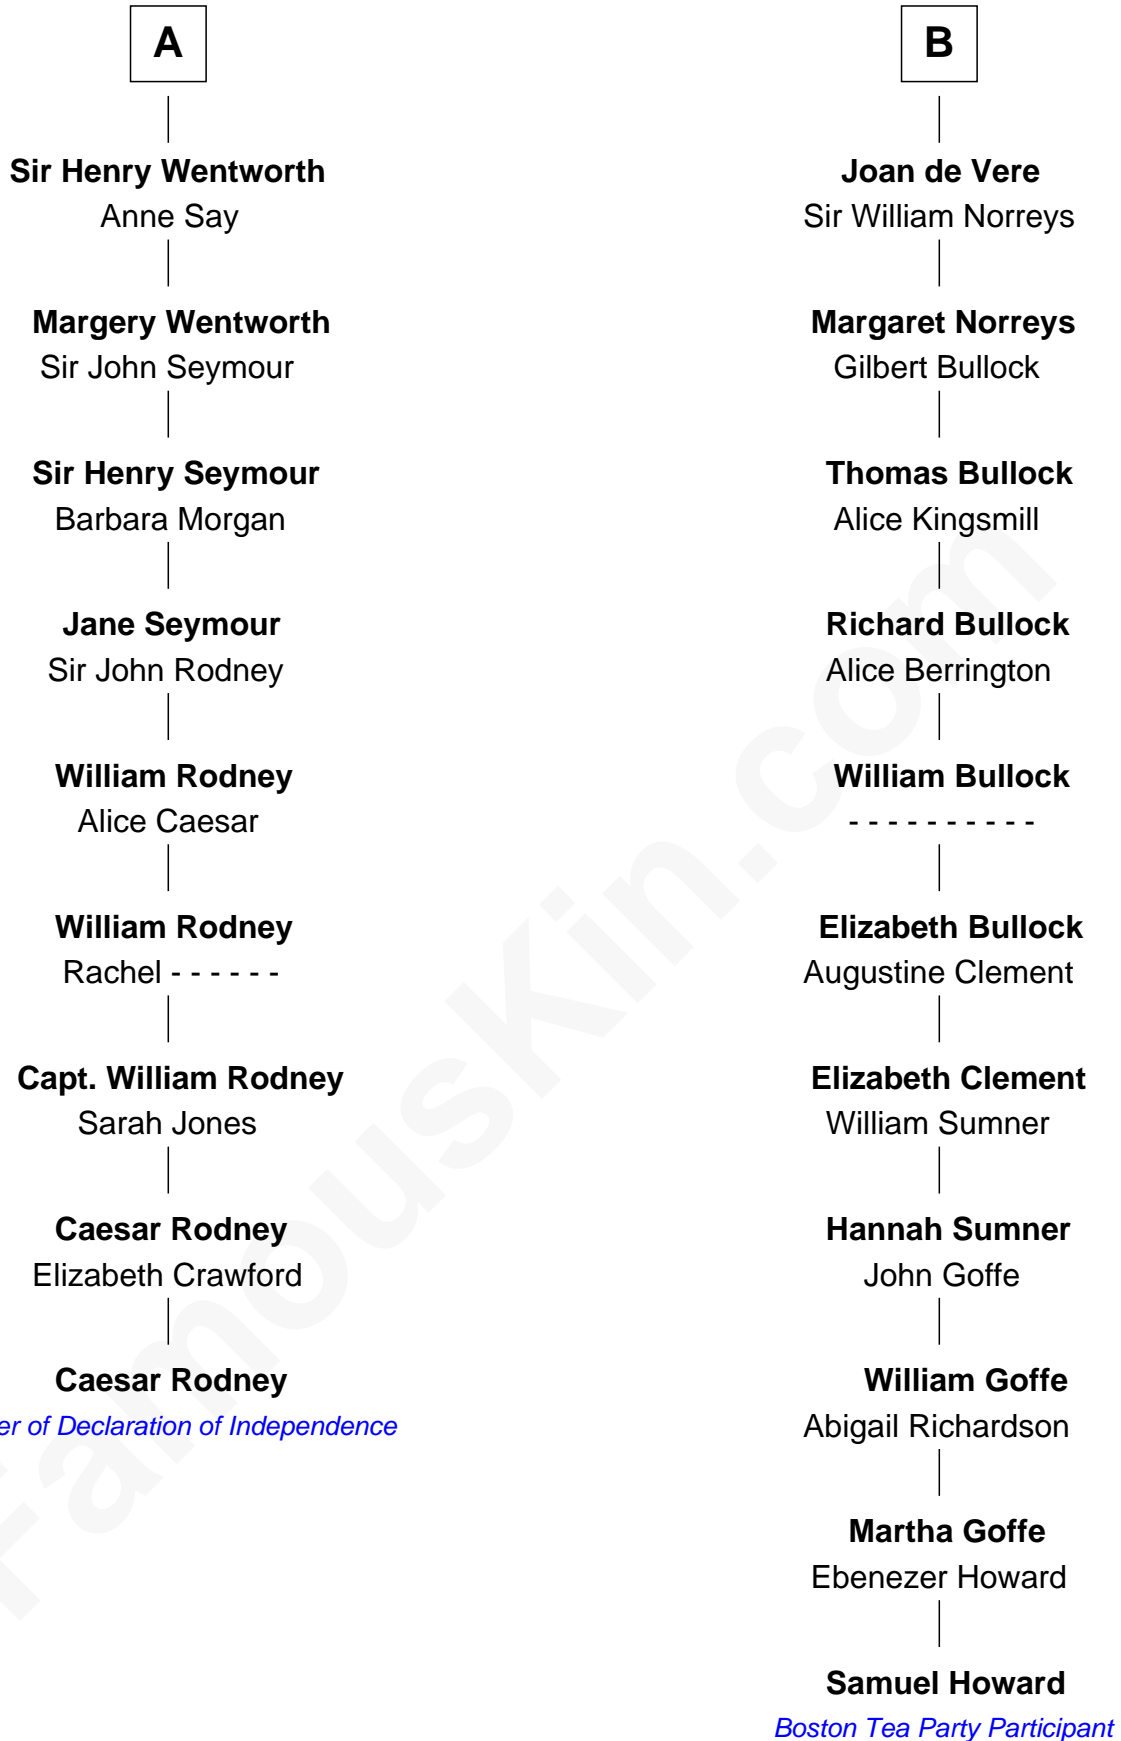 A
Sir Henry Wentworth
Anne Say
Margery Wentworth
Sir John Seymour
Sir Henry Seymour
Barbara Morgan
Jane Seymour
Sir John Rodney
William Rodney
Alice Caesar
William Rodney
Rachel - - - - - -
Capt. William Rodney
Sarah Jones
Caesar Rodney
Elizabeth Crawford
Caesar Rodney
er of Declaration of Independence
B
Joan de Vere
Sir William Norreys
Margaret Norreys
Gilbert Bullock
Thomas Bullock
Alice Kingsmill
Richard Bullock
Alice Berrington
William Bullock
- - - - - - - - - -
Elizabeth Bullock
Augustine Clement
Elizabeth Clement
William Sumner
Hannah Sumner
John Goffe
William Goffe
Abigail Richardson
Martha Goffe
Ebenezer Howard
Samuel Howard
Boston Tea Party Participant
FamousKin.com